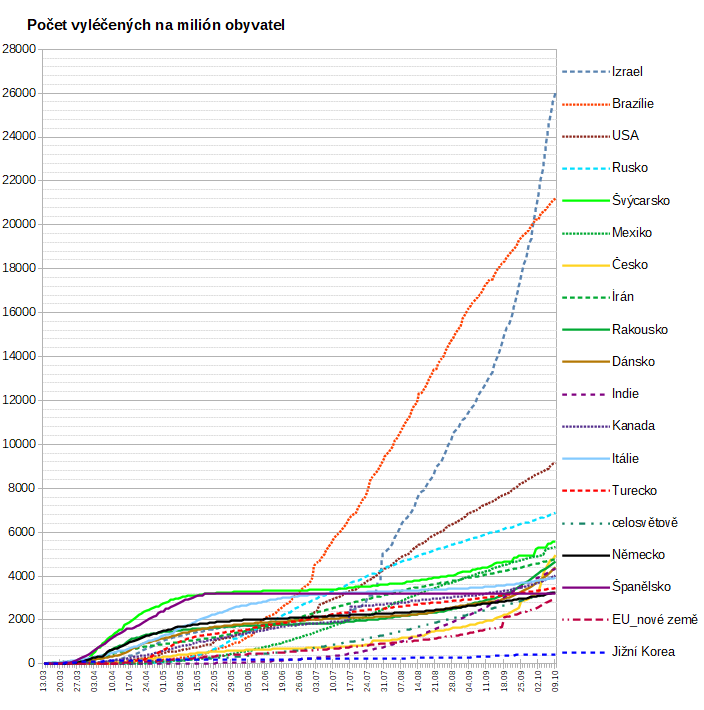 Počet vyléčených na milión obyvatel
28000
26000
24000
22000
20000
18000
16000
14000
12000
10000
8000
6000
4000
2000
0
13.03
20.03
27.03
03.04
10.04
17.04
24.04
01.05
08.05
15.05
22.05
29.05
05.06
12.06
19.06
26.06
03.07
10.07
17.07
24.07
31.07
07.08
14.08
21.08
28.08
04.09
11.09
18.09
25.09
02.10
09.10
Izrael
Brazílie
USA
Rusko
Švýcarsko
Mexiko
Česko
Írán
Rakousko
Dánsko
Indie
Kanada
Itálie
Turecko
celosvětově
Německo
Španělsko
EU_nové země
Jižní Korea